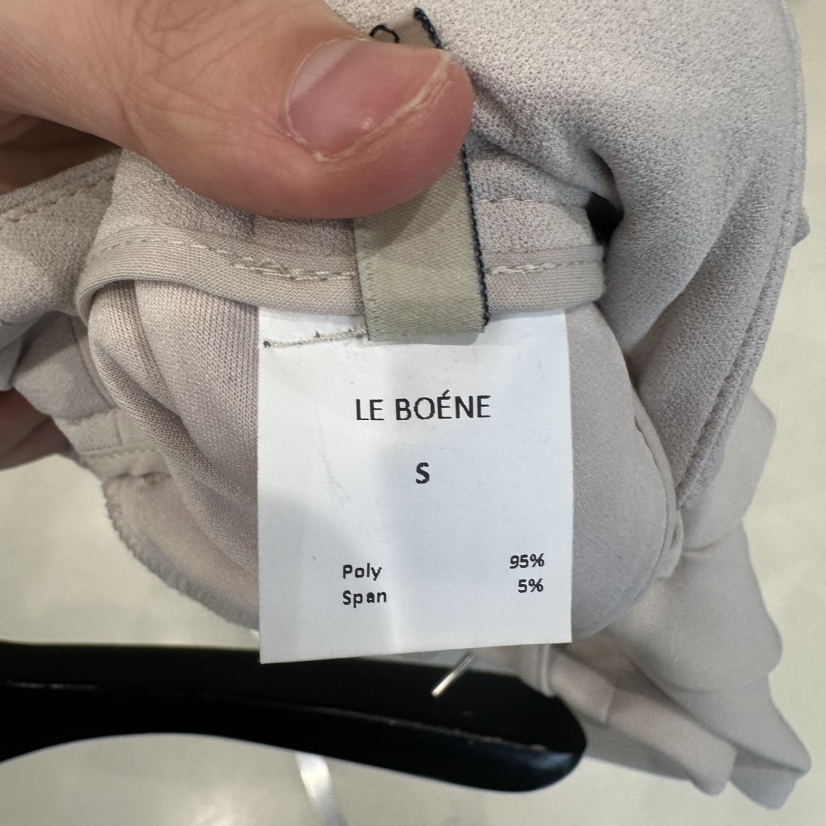 LE BOÉNE
S
Poly 95%
Span 5%